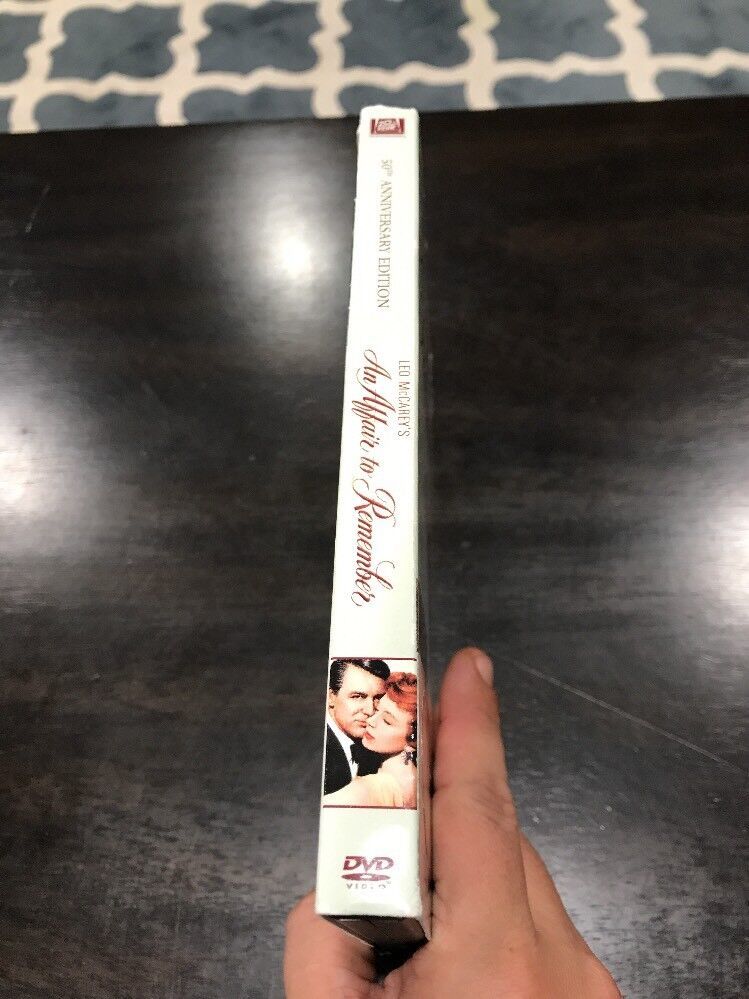 50TH ANNIVERSARY EDITION
LEO McCAREY'S
An Affair to Remember
DVD
VIDEO